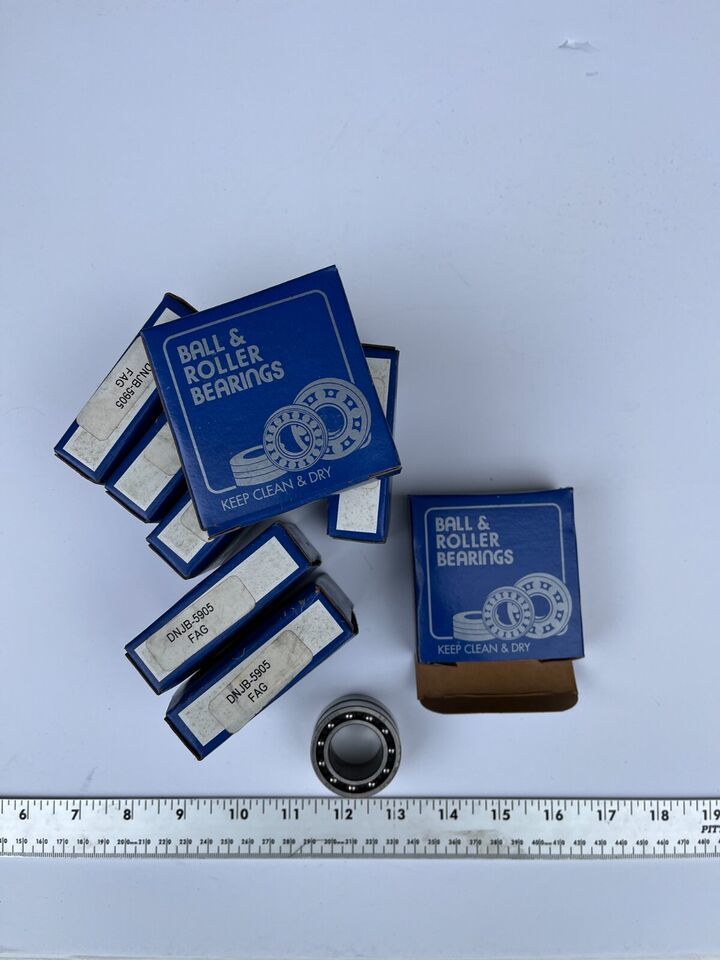 BALL &
ROLLER
BEARINGS
KEEP CLEAN & DRY
DNJB-5905
FAG
BALL &
ROLLER
BEARINGS
KEEP CLEAN & DRY
DNJB-5905
FAG
DNJB-5905
FAG
6 7 8 9 10 11 12 13 14 15 16 17 18 19